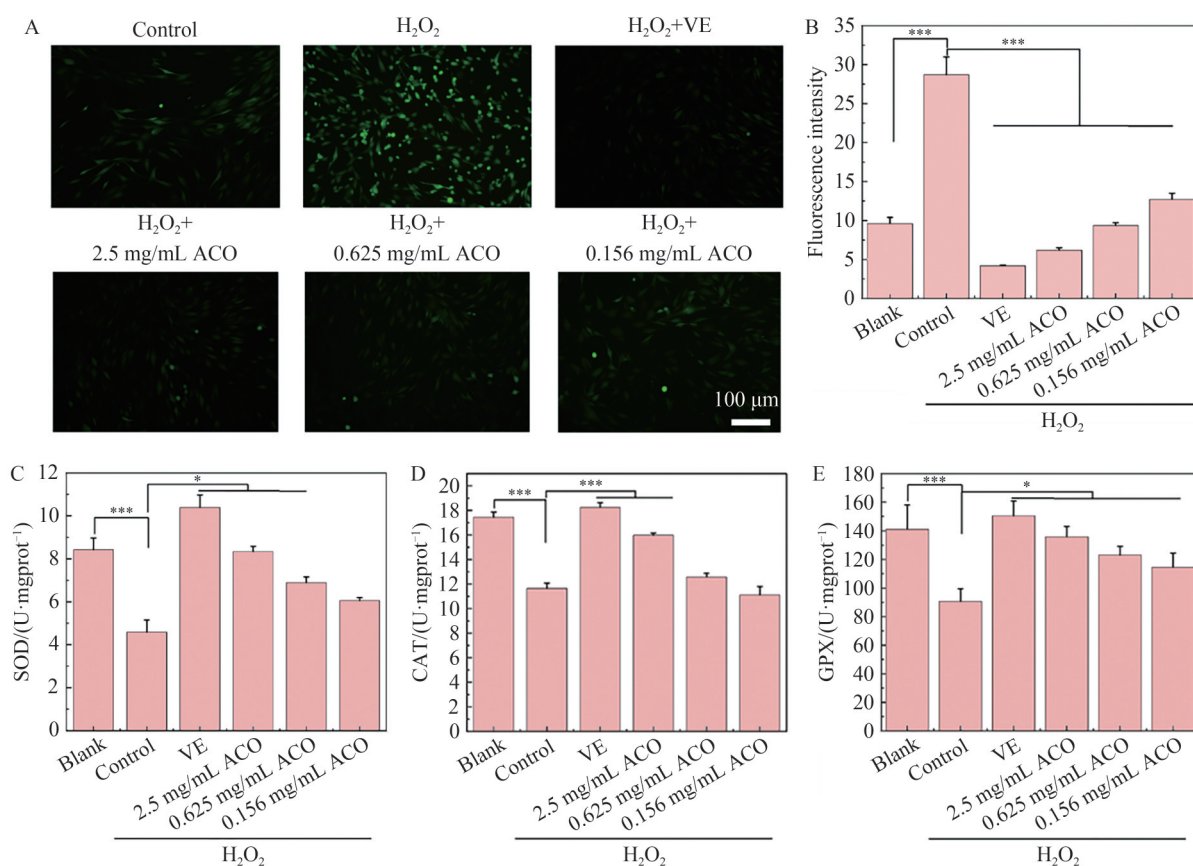 A
Control
H₂O₂
H₂O₂+VE
H₂O₂+
2.5 mg/mL ACO
H₂O₂+
0.625 mg/mL ACO
H₂O₂+
0.156 mg/mL ACO
100 μm
B
Fluorescence intensity
35
30
25
20
15
10
5
0
***
***
Blank
Control
VE
2.5 mg/mL ACO
0.625 mg/mL ACO
0.156 mg/mL ACO
H₂O₂
C
SOD/(U·mgprot⁻¹)
12
10
8
6
4
2
0
***
*
Blank
Control
VE
2.5 mg/mL ACO
0.625 mg/mL ACO
0.156 mg/mL ACO
H₂O₂
D
CAT/(U·mgprot⁻¹)
20
18
16
14
12
10
8
6
4
2
0
***
***
Blank
Control
VE
2.5 mg/mL ACO
0.625 mg/mL ACO
0.156 mg/mL ACO
H₂O₂
E
GPX/(U·mgprot⁻¹)
180
160
140
120
100
80
60
40
20
0
***
*
Blank
Control
VE
2.5 mg/mL ACO
0.625 mg/mL ACO
0.156 mg/mL ACO
H₂O₂